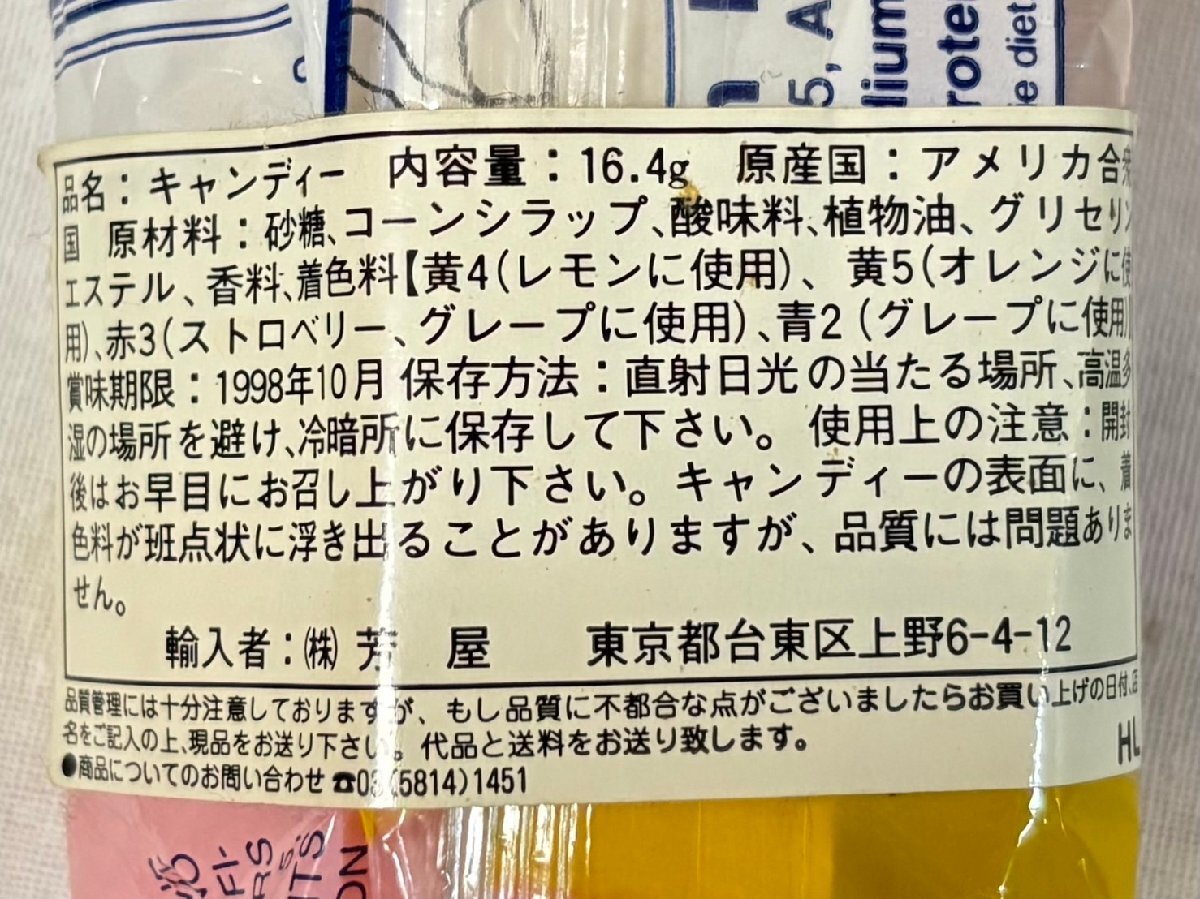 5, A
lium
rote
e diet
品名：キャンディー 内容量：16.4g 原産国：アメリカ合衆
国 原材料：砂糖、コーンシラップ、酸味料、植物油、グリセリン
エステル、香料、着色料【黄4(レモンに使用)、黄5(オレンジに使
用)、赤3(ストロベリー、グレープに使用)、青2(グレープに使用)
賞味期限：1998年10月 保存方法：直射日光の当たる場所、高温多
湿の場所を避け、冷暗所に保存して下さい。使用上の注意：開封
後はお早目にお召し上がり下さい。キャンディーの表面に、着
色料が班点状に浮き出ることがありますが、品質には問題ありま
せん。
輸入者：㈱ 芳 屋 東京都台東区上野6-4-12
品質管理には十分注意しておりますが、もし品質に不都合な点がございましたらお買い上げの日付、店
名をご記入の上、現品をお送り下さい。代品と送料をお送り致します。
●商品についてのお問い合わせ ☎03(5814)1451
HL
RS
ITS
ON